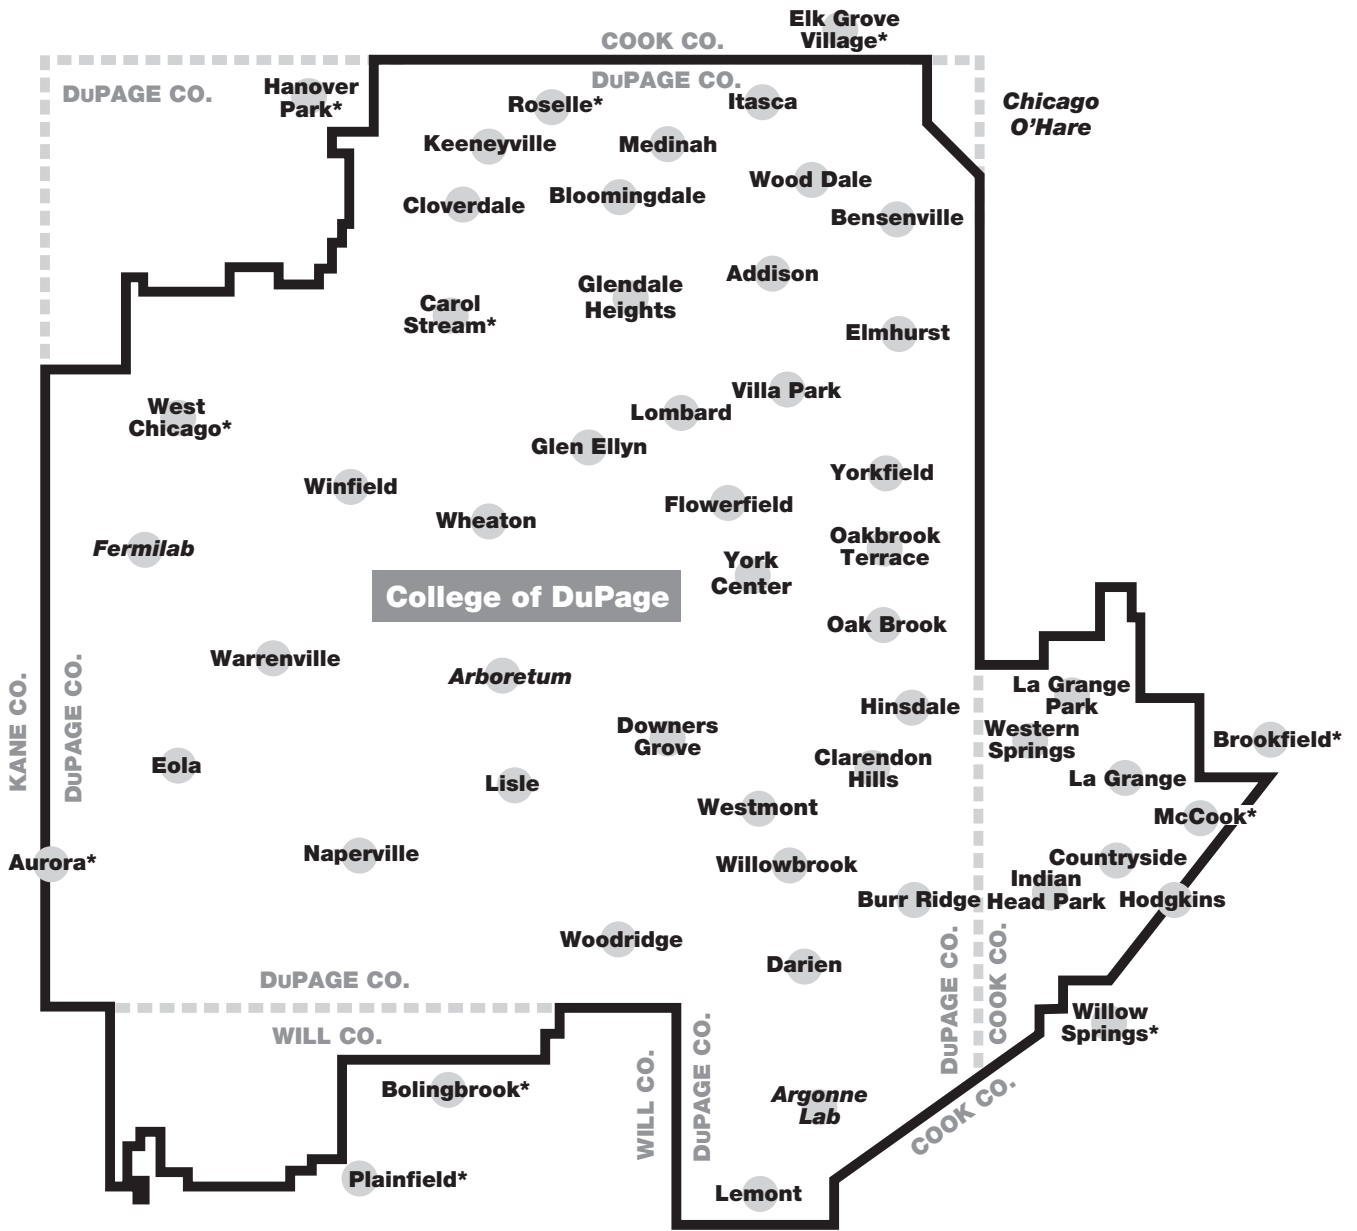 Elk Grove
Village*
COOK CO.
DuPAGE CO.
DuPAGE CO.
Hanover
Park*
Roselle*
Itasca
Chicago
O'Hare
Keeneyville
Medinah
Wood Dale
Cloverdale
Bloomingdale
Bensenville
Addison
Glendale
Heights
Carol
Stream*
Elmhurst
Villa Park
West
Chicago*
Lombard
Glen Ellyn
Yorkfield
Winfield
Flowerfield
Wheaton
Fermilab
Oakbrook
Terrace
York
Center
College of DuPage
Oak Brook
Warrenville
Arboretum
KANE CO.
DuPAGE CO.
La Grange
Park
Hinsdale
Downers
Grove
Western
Springs
Brookfield*
Eola
Clarendon
Hills
Lisle
La Grange
Westmont
McCook*
Aurora*
Naperville
Willowbrook
Countryside
Indian
Head Park
Burr Ridge
Hodgkins
Woodridge
Darien
DuPAGE CO.
COOK CO.
DuPAGE CO.
WILL CO.
Willow
Springs*
WILL CO.
DuPAGE CO.
Bolingbrook*
Argonne
Lab
COOK CO.
Plainfield*
Lemont